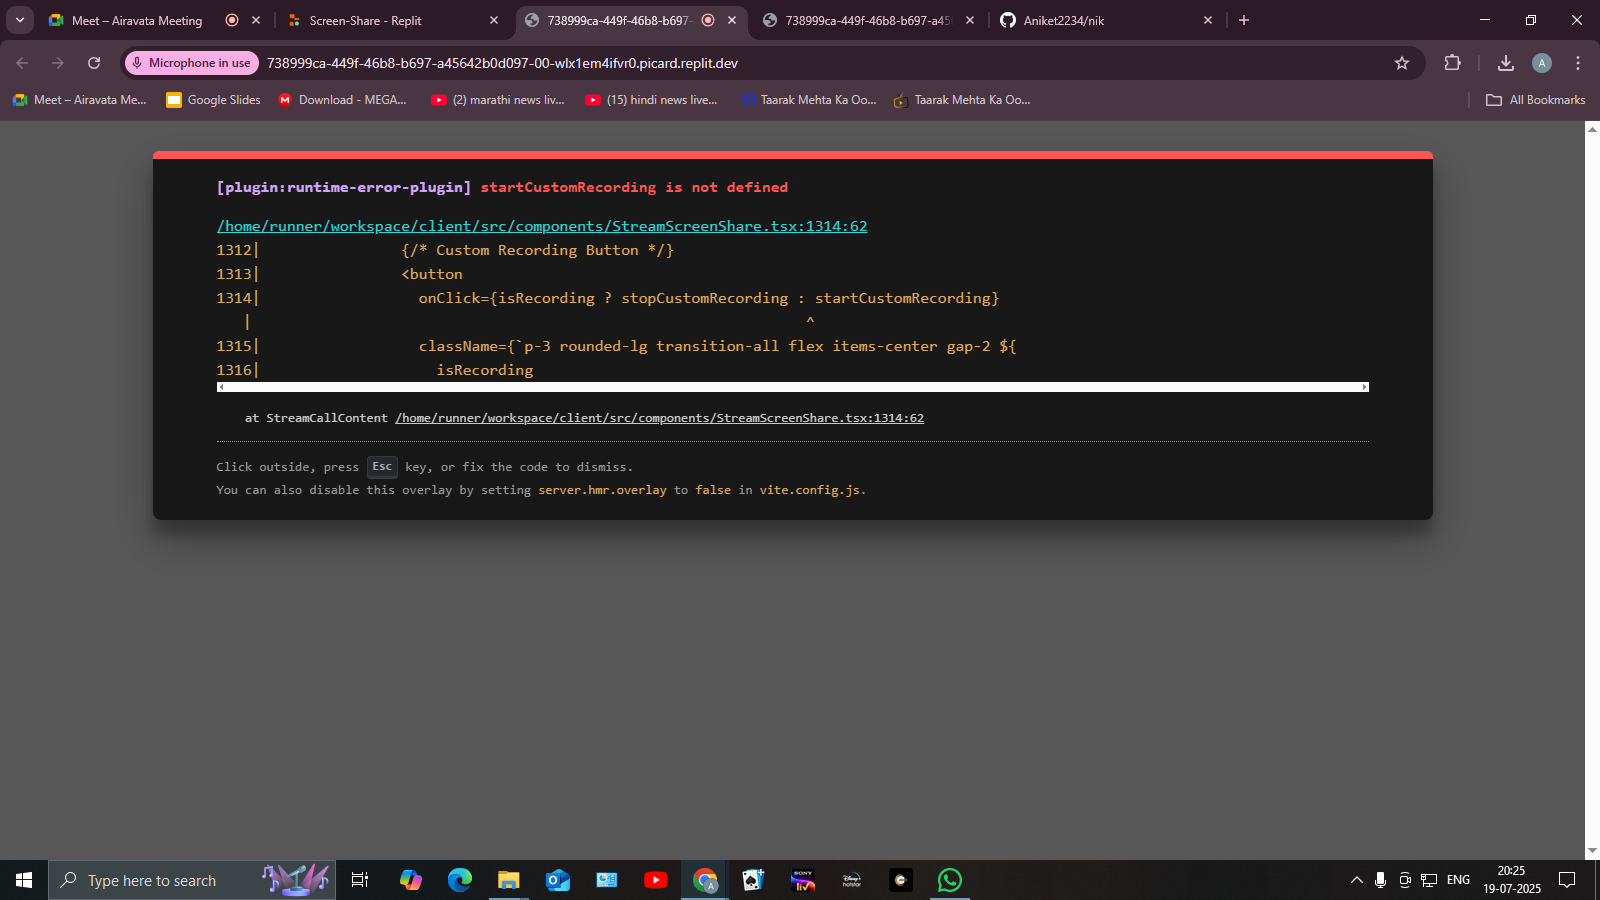 Meet – Airavata Meeting
Screen-Share - Replit
738999ca-449f-46b8-b697-
738999ca-449f-46b8-b697-a45
Aniket2234/nik
Microphone in use
738999ca-449f-46b8-b697-a45642b0d097-00-wlx1em4ifvr0.picard.replit.dev
A
Meet – Airavata Me...
Google Slides
Download - MEGA...
(2) marathi news liv...
(15) hindi news live...
Taarak Mehta Ka Oo...
Taarak Mehta Ka Oo...
All Bookmarks
[plugin:runtime-error-plugin] startCustomRecording is not defined
/home/runner/workspace/client/src/components/StreamScreenShare.tsx:1314:62
1312|                {/* Custom Recording Button */}
1313|                <button
1314|                  onClick={isRecording ? stopCustomRecording : startCustomRecording}
|                                                              ^
1315|                  className={`p-3 rounded-lg transition-all flex items-center gap-2 ${
1316|                    isRecording
at StreamCallContent /home/runner/workspace/client/src/components/StreamScreenShare.tsx:1314:62
Click outside, press Esc key, or fix the code to dismiss.
You can also disable this overlay by setting server.hmr.overlay to false in vite.config.js.
Type here to search
SONY
liv
Disney+
hotstar
ENG
20:25
19-07-2025